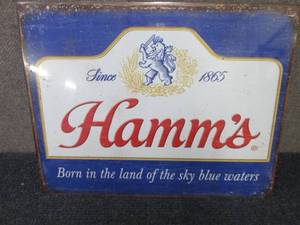 Since 1865
Hamm's
®
Born in the land of the sky blue waters